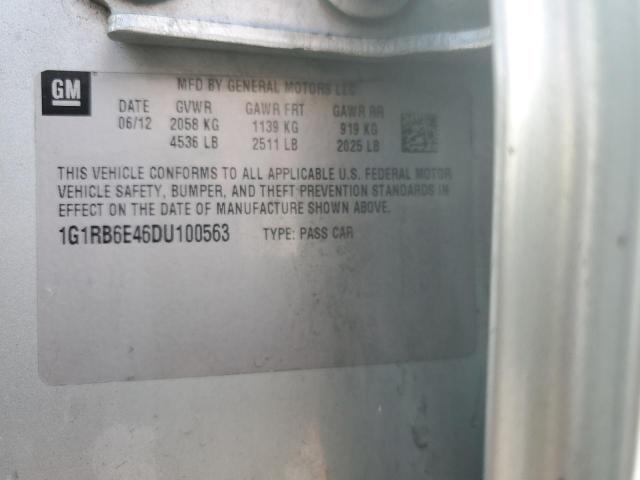 GM
MFD BY GENERAL MOTORS LLC
DATE GVWR GAWR FRT GAWR RR
06/12 2058 KG 1139 KG 919 KG
4536 LB 2511 LB 2025 LB
THIS VEHICLE CONFORMS TO ALL APPLICABLE U.S. FEDERAL MOTOR
VEHICLE SAFETY, BUMPER, AND THEFT PREVENTION STANDARDS IN
EFFECT ON THE DATE OF MANUFACTURE SHOWN ABOVE.
1G1RB6E46DU100563 TYPE: PASS CAR